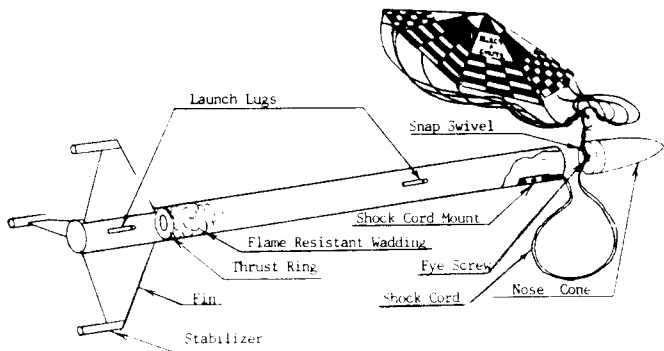 Launch Lugs
Snap Swivel
Shock Cord Mount
Flame Resistant Wadding
Thrust Ring
Eye Screw
Shock Cord
Nose Cone
Fin
Stabilizer